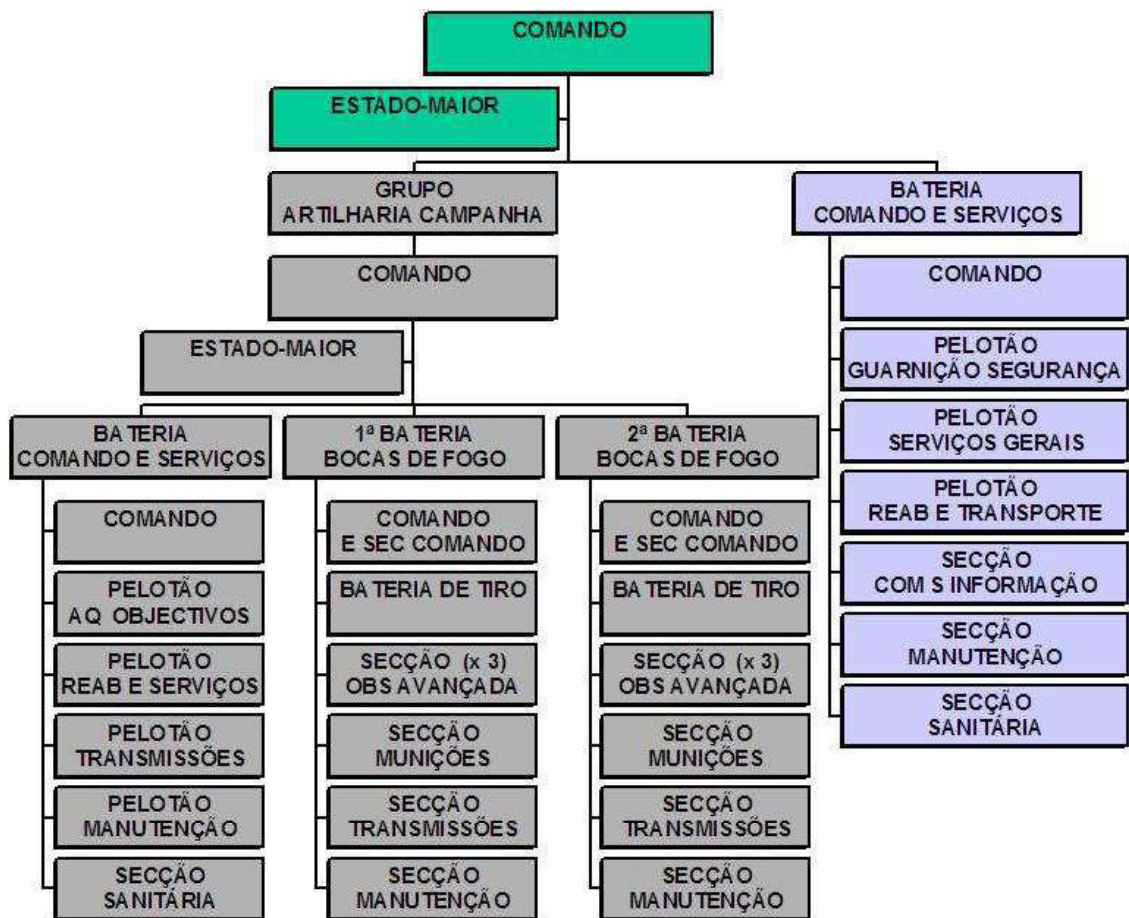 COMANDO
ESTADO-MAIOR
GRUPO
ARTILHARIA CAMPANHA
COMANDO
ESTADO-MAIOR
BATERIA
COMANDO E SERVIÇOS
COMANDO
PELOTÃO
AQ OBJECTIVOS
PELOTÃO
REAB E SERVIÇOS
PELOTÃO
TRANSMISSÕES
PELOTÃO
MANUTENÇÃO
SECÇÃO
SANITÁRIA
1ª BATERIA
BOCAS DE FOGO
COMANDO
E SEC COMANDO
BATERIA DE TIRO
SECÇÃO (x 3)
OBS AVANÇADA
SECÇÃO
MUNIÇÕES
SECÇÃO
TRANSMISSÕES
SECÇÃO
MANUTENÇÃO
2ª BATERIA
BOCAS DE FOGO
COMANDO
E SEC COMANDO
BATERIA DE TIRO
SECÇÃO (x 3)
OBS AVANÇADA
SECÇÃO
MUNIÇÕES
SECÇÃO
TRANSMISSÕES
SECÇÃO
MANUTENÇÃO
BATERIA
COMANDO E SERVIÇOS
COMANDO
PELOTÃO
GUARNIÇÃO SEGURANÇA
PELOTÃO
SERVIÇOS GERAIS
PELOTÃO
REAB E TRANSPORTE
SECÇÃO
COM S INFORMAÇÃO
SECÇÃO
MANUTENÇÃO
SECÇÃO
SANITÁRIA